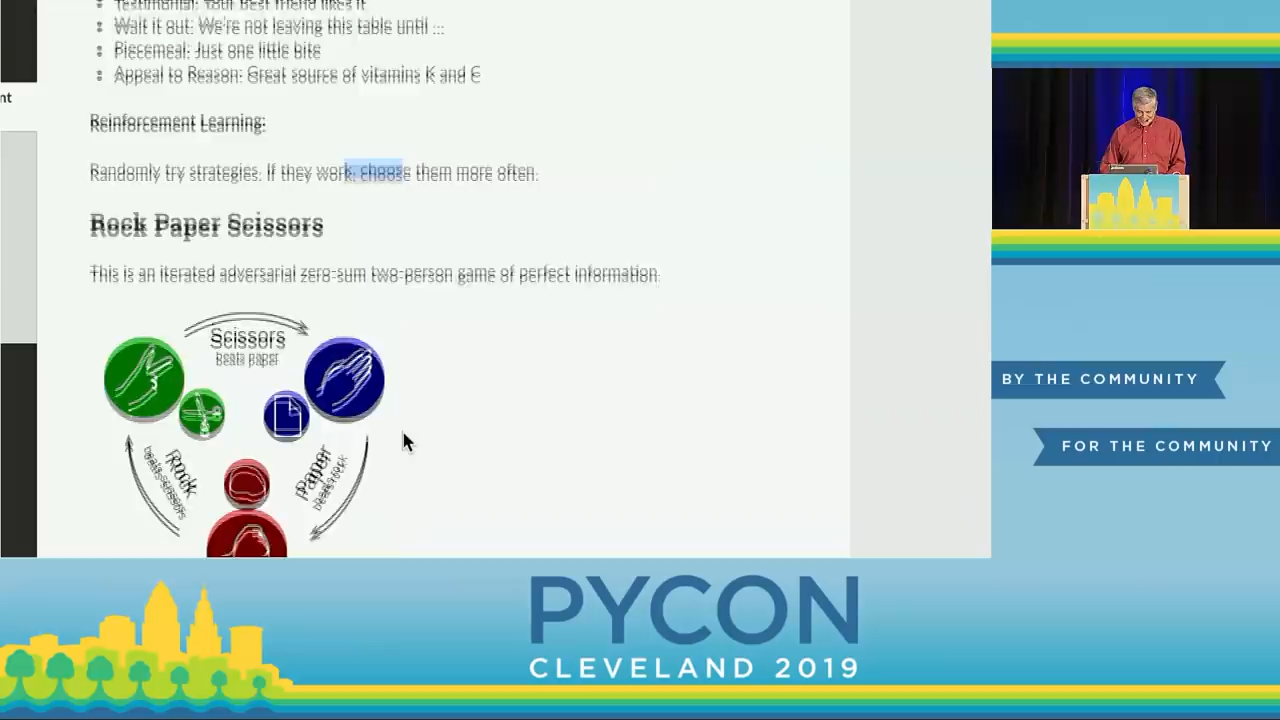 Testimonial: Your best friend likes it
Wait it out: We're not leaving this table until ...
Piecemeal: Just one little bite
Appeal to Reason: Great source of vitamins K and C
nt
Reinforcement Learning:
Randomly try strategies. If they work, choose them more often.
Rock Paper Scissors
This is an iterated adversarial zero-sum two-person game of perfect information.
Scissors
beats paper
Rock
beats scissors
Paper
beats rock
BY THE COMMUNITY
FOR THE COMMUNITY
PYCON
CLEVELAND 2019